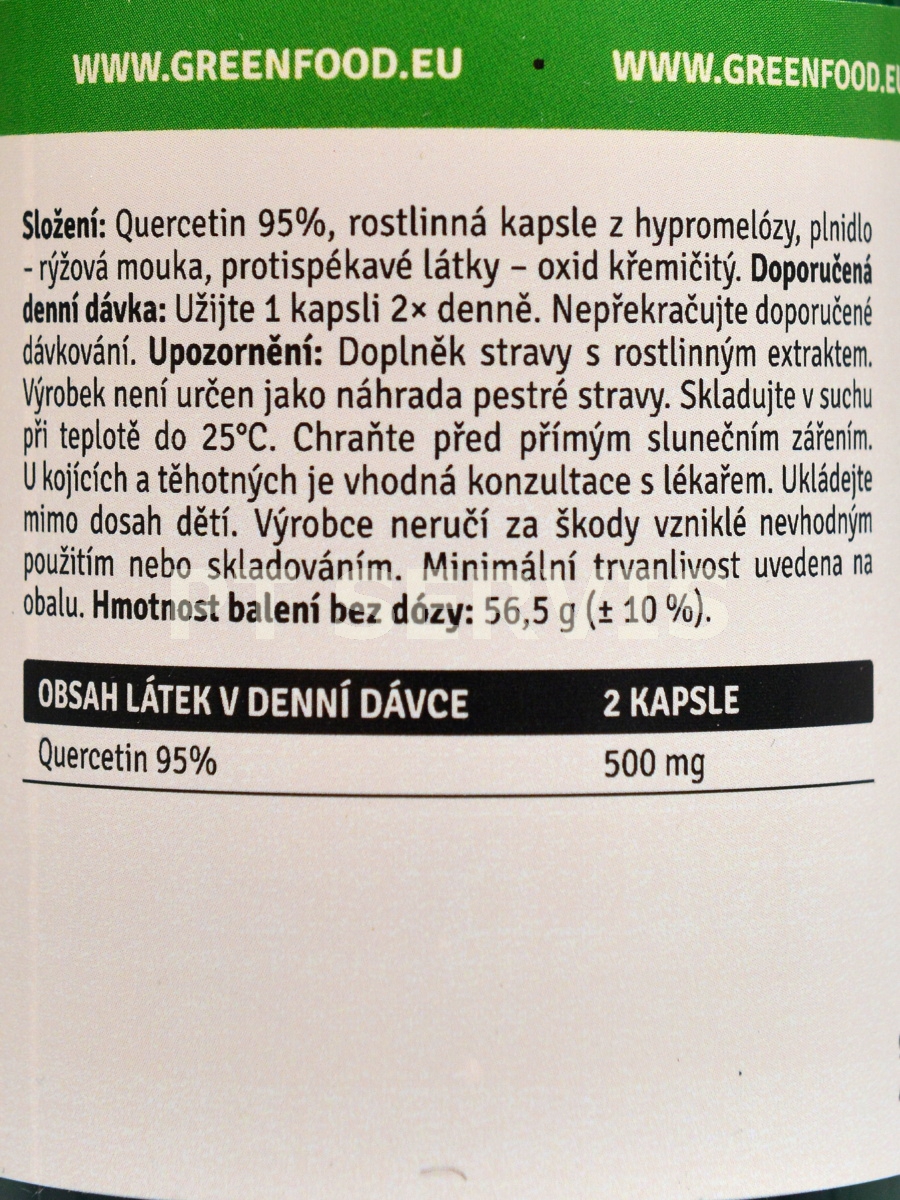 WWW.GREENFOOD.EU • WWW.GREENFOOD.EU
Složení: Quercetin 95%, rostlinná kapsle z hypromelózy, plnidlo
- rýžová mouka, protispékavé látky – oxid křemičitý. Doporučená
denní dávka: Užijte 1 kapsli 2× denně. Nepřekračujte doporučené
dávkování. Upozornění: Doplněk stravy s rostlinným extraktem.
Výrobek není určen jako náhrada pestré stravy. Skladujte v suchu
při teplotě do 25°C. Chraňte před přímým slunečním zářením.
U kojících a těhotných je vhodná konzultace s lékařem. Ukládejte
mimo dosah dětí. Výrobce neručí za škody vzniklé nevhodným
použitím nebo skladováním. Minimální trvanlivost uvedena na
obalu. Hmotnost balení bez dózy: 56,5 g (± 10 %).
PT SERVIS
OBSAH LÁTEK V DENNÍ DÁVCE 2 KAPSLE
Quercetin 95% 500 mg